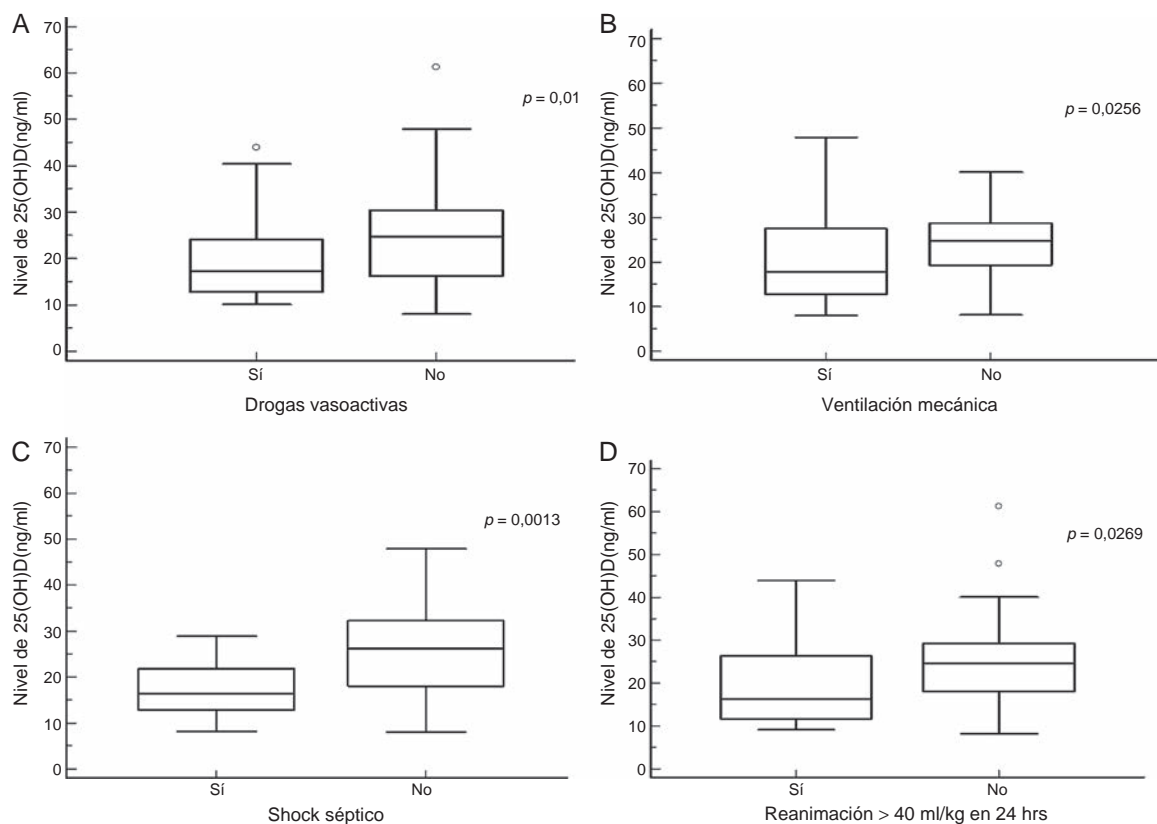 A
Nivel de 25(OH)D(ng/ml)
70
60
50
40
30
20
10
0
p = 0,01
Sí No
Drogas vasoactivas
B
Nivel de 25(OH)D(ng/ml)
70
60
50
40
30
20
10
0
p = 0,0256
Sí No
Ventilación mecánica
C
Nivel de 25(OH)D(ng/ml)
70
60
50
40
30
20
10
0
p = 0,0013
Sí No
Shock séptico
D
Nivel de 25(OH)D(ng/ml)
70
60
50
40
30
20
10
0
p = 0,0269
Sí No
Reanimación > 40 ml/kg en 24 hrs